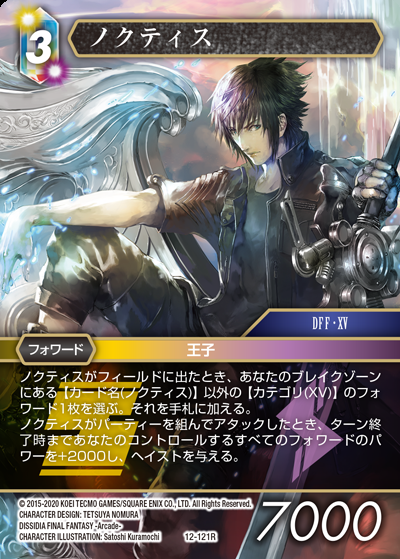 3
ノクティス
DFF・XV
フォワード
王子
ノクティスがフィールドに出たとき、あなたのブレイクゾーン
にある【カード名(ノクティス)】以外の【カテゴリ(XV)】のフォ
ワード1枚を選ぶ。それを手札に加える。
ノクティスがパーティーを組んでアタックしたとき、ターン終
了時まであなたのコントロールするすべてのフォワードのパ
ワーを+2000し、ヘイストを与える。
© 2015-2020 KOEI TECMO GAMES/SQUARE ENIX CO., LTD. All Rights Reserved.
CHARACTER DESIGN: TETSUYA NOMURA
DISSIDIA FINAL FANTASY -Arcade-
CHARACTER ILLUSTRATION: Satoshi Kuramochi
12-121R
7000